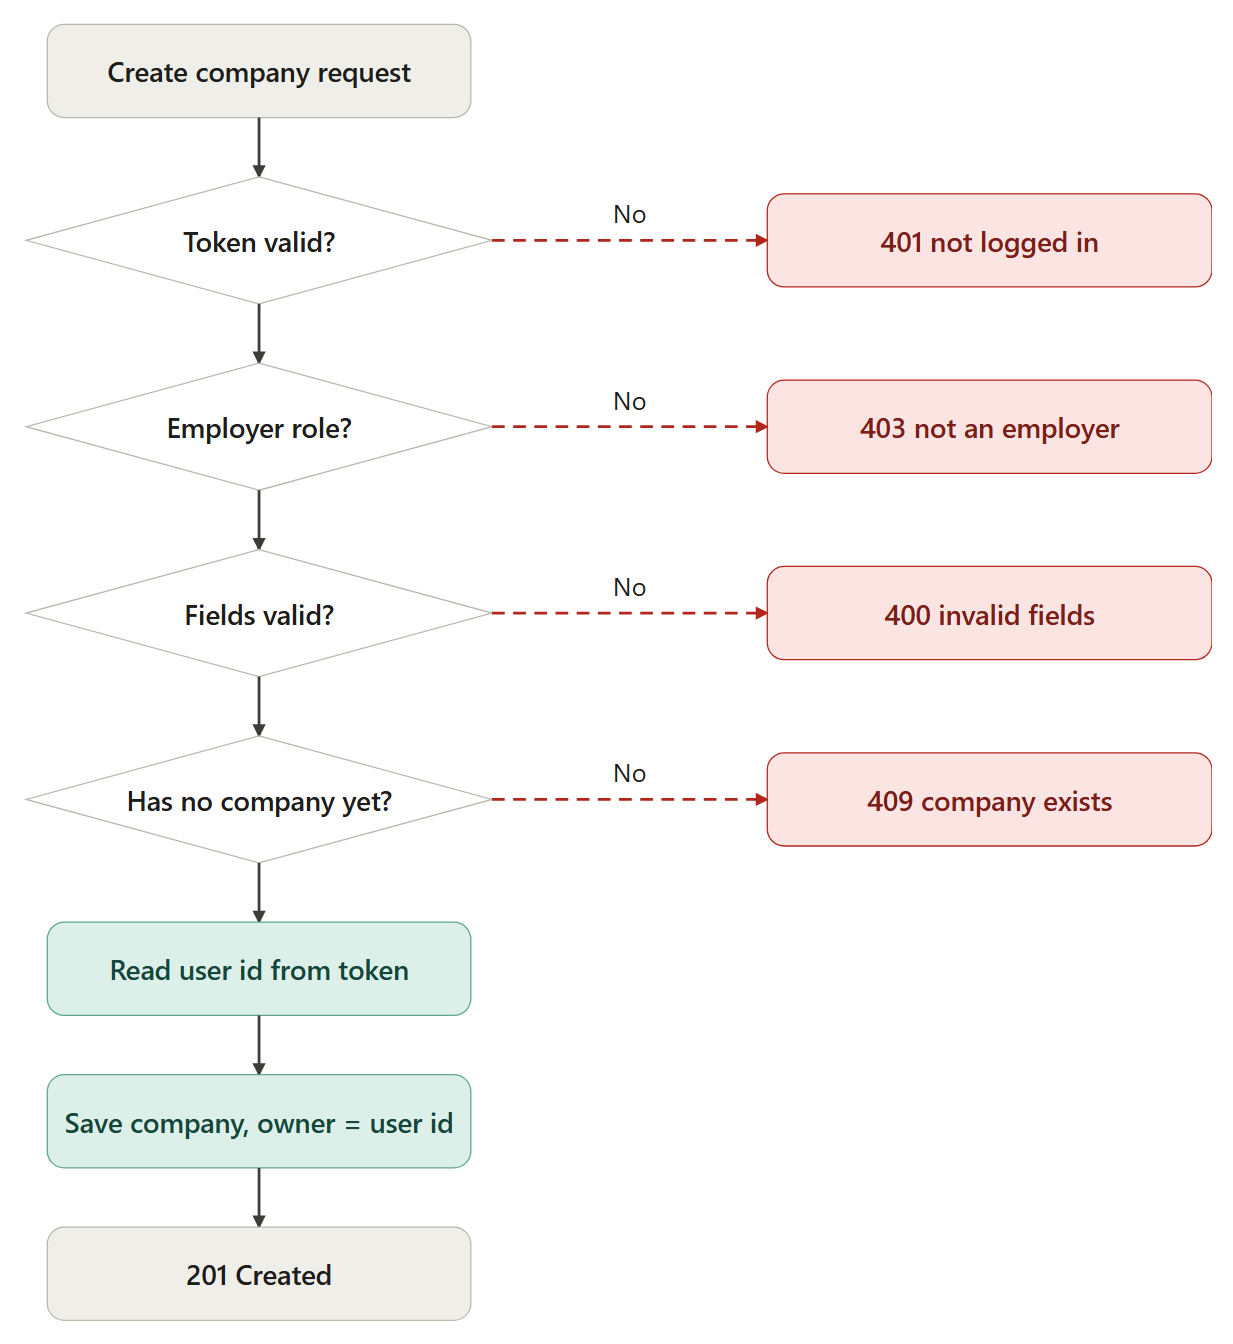 Create company request
Token valid?
No
401 not logged in
Employer role?
No
403 not an employer
Fields valid?
No
400 invalid fields
Has no company yet?
No
409 company exists
Read user id from token
Save company, owner = user id
201 Created